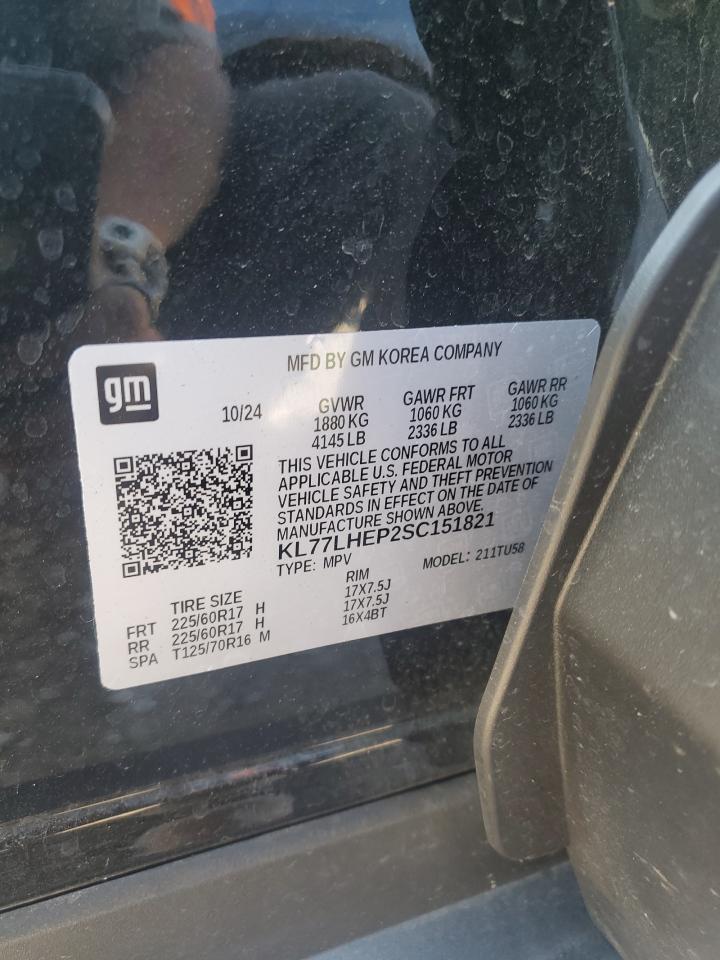 MFD BY GM KOREA COMPANY
gm
10/24
GVWR
1880 KG
4145 LB
GAWR FRT
1060 KG
2336 LB
GAWR RR
1060 KG
2336 LB
THIS VEHICLE CONFORMS TO ALL
APPLICABLE U.S. FEDERAL MOTOR
VEHICLE SAFETY AND THEFT PREVENTION
STANDARDS IN EFFECT ON THE DATE OF
MANUFACTURE SHOWN ABOVE.
KL77LHEP2SC151821
TYPE: MPV MODEL: 211TU58
TIRE SIZE RIM
FRT 225/60R17 H 17X7.5J
RR 225/60R17 H 17X7.5J
SPA T125/70R16 M 16X4BT